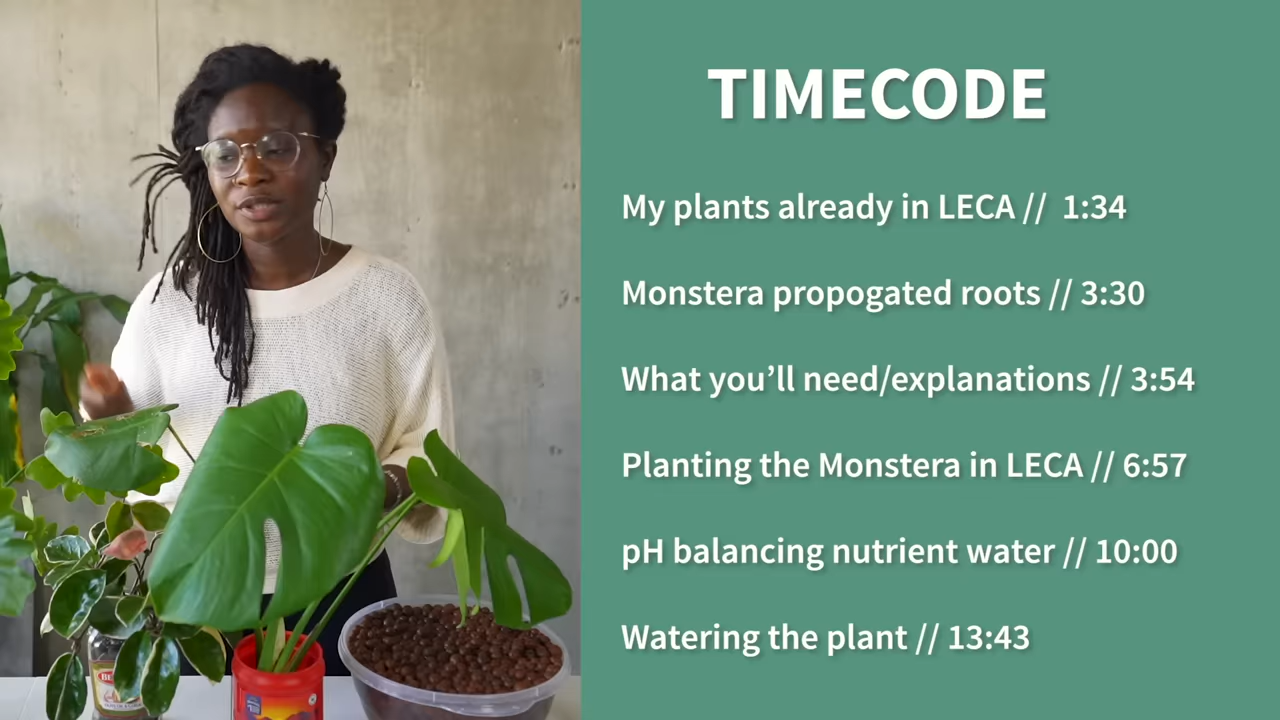 TIMECODE
My plants already in LECA // 1:34
Monstera propogated roots // 3:30
What you’ll need/explanations // 3:54
Planting the Monstera in LECA // 6:57
pH balancing nutrient water // 10:00
Watering the plant // 13:43